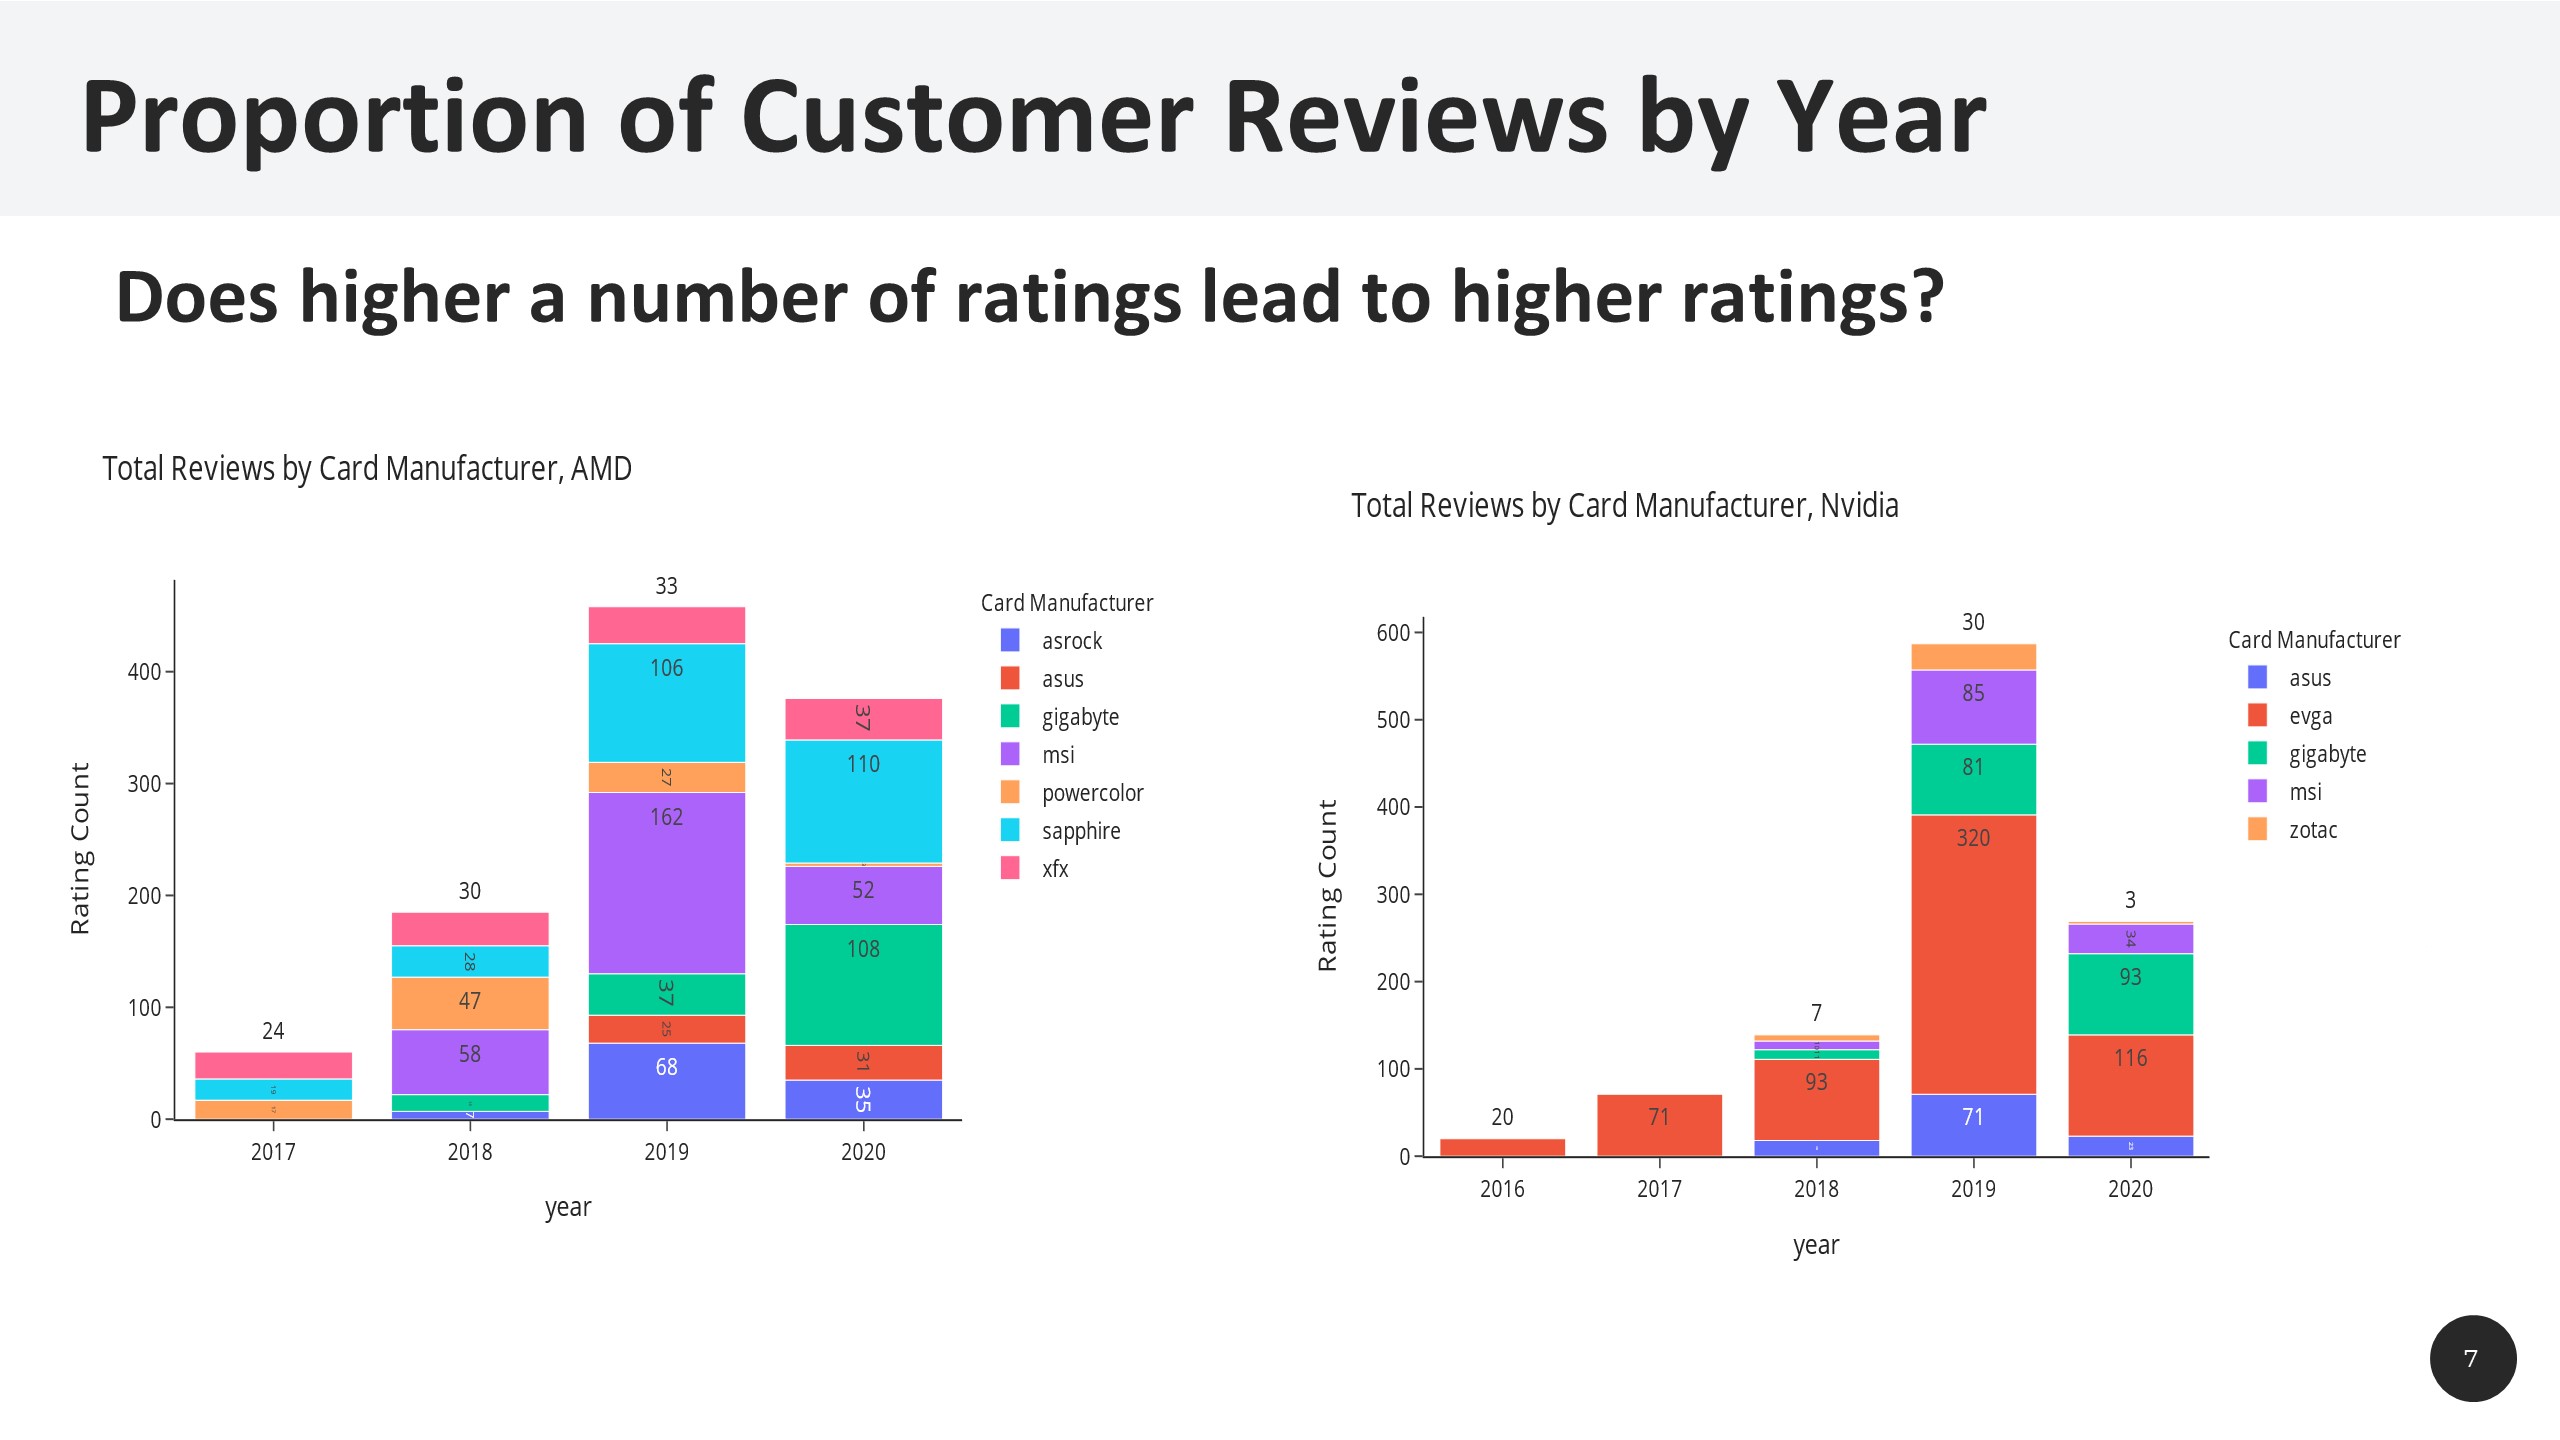 Proportion of Customer Reviews by Year
Does higher a number of ratings lead to higher ratings?
Total Reviews by Card Manufacturer, AMD
Rating Count
400
300
200
100
0
24
19
17
30
28
47
58
7
33
106
27
162
37
25
68
37
110
52
108
31
35
2017
2018
2019
2020
year
Card Manufacturer
asrock
asus
gigabyte
msi
powercolor
sapphire
xfx
Total Reviews by Card Manufacturer, Nvidia
Rating Count
600
500
400
300
200
100
0
20
71
7
93
30
85
81
320
71
3
34
93
116
23
2016
2017
2018
2019
2020
year
Card Manufacturer
asus
evga
gigabyte
msi
zotac
7